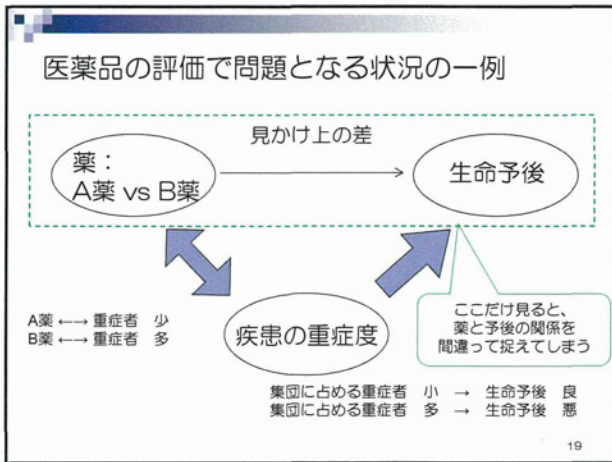 医薬品の評価で問題となる状況の一例
見かけ上の差
薬：
A薬 vs B薬
生命予後
A薬 ←→ 重症者　少
B薬 ←→ 重症者　多
疾患の重症度
ここだけ見ると、
薬と予後の関係を
間違って捉えてしまう
集団に占める重症者　小　→　生命予後　良
集団に占める重症者　多　→　生命予後　悪
19